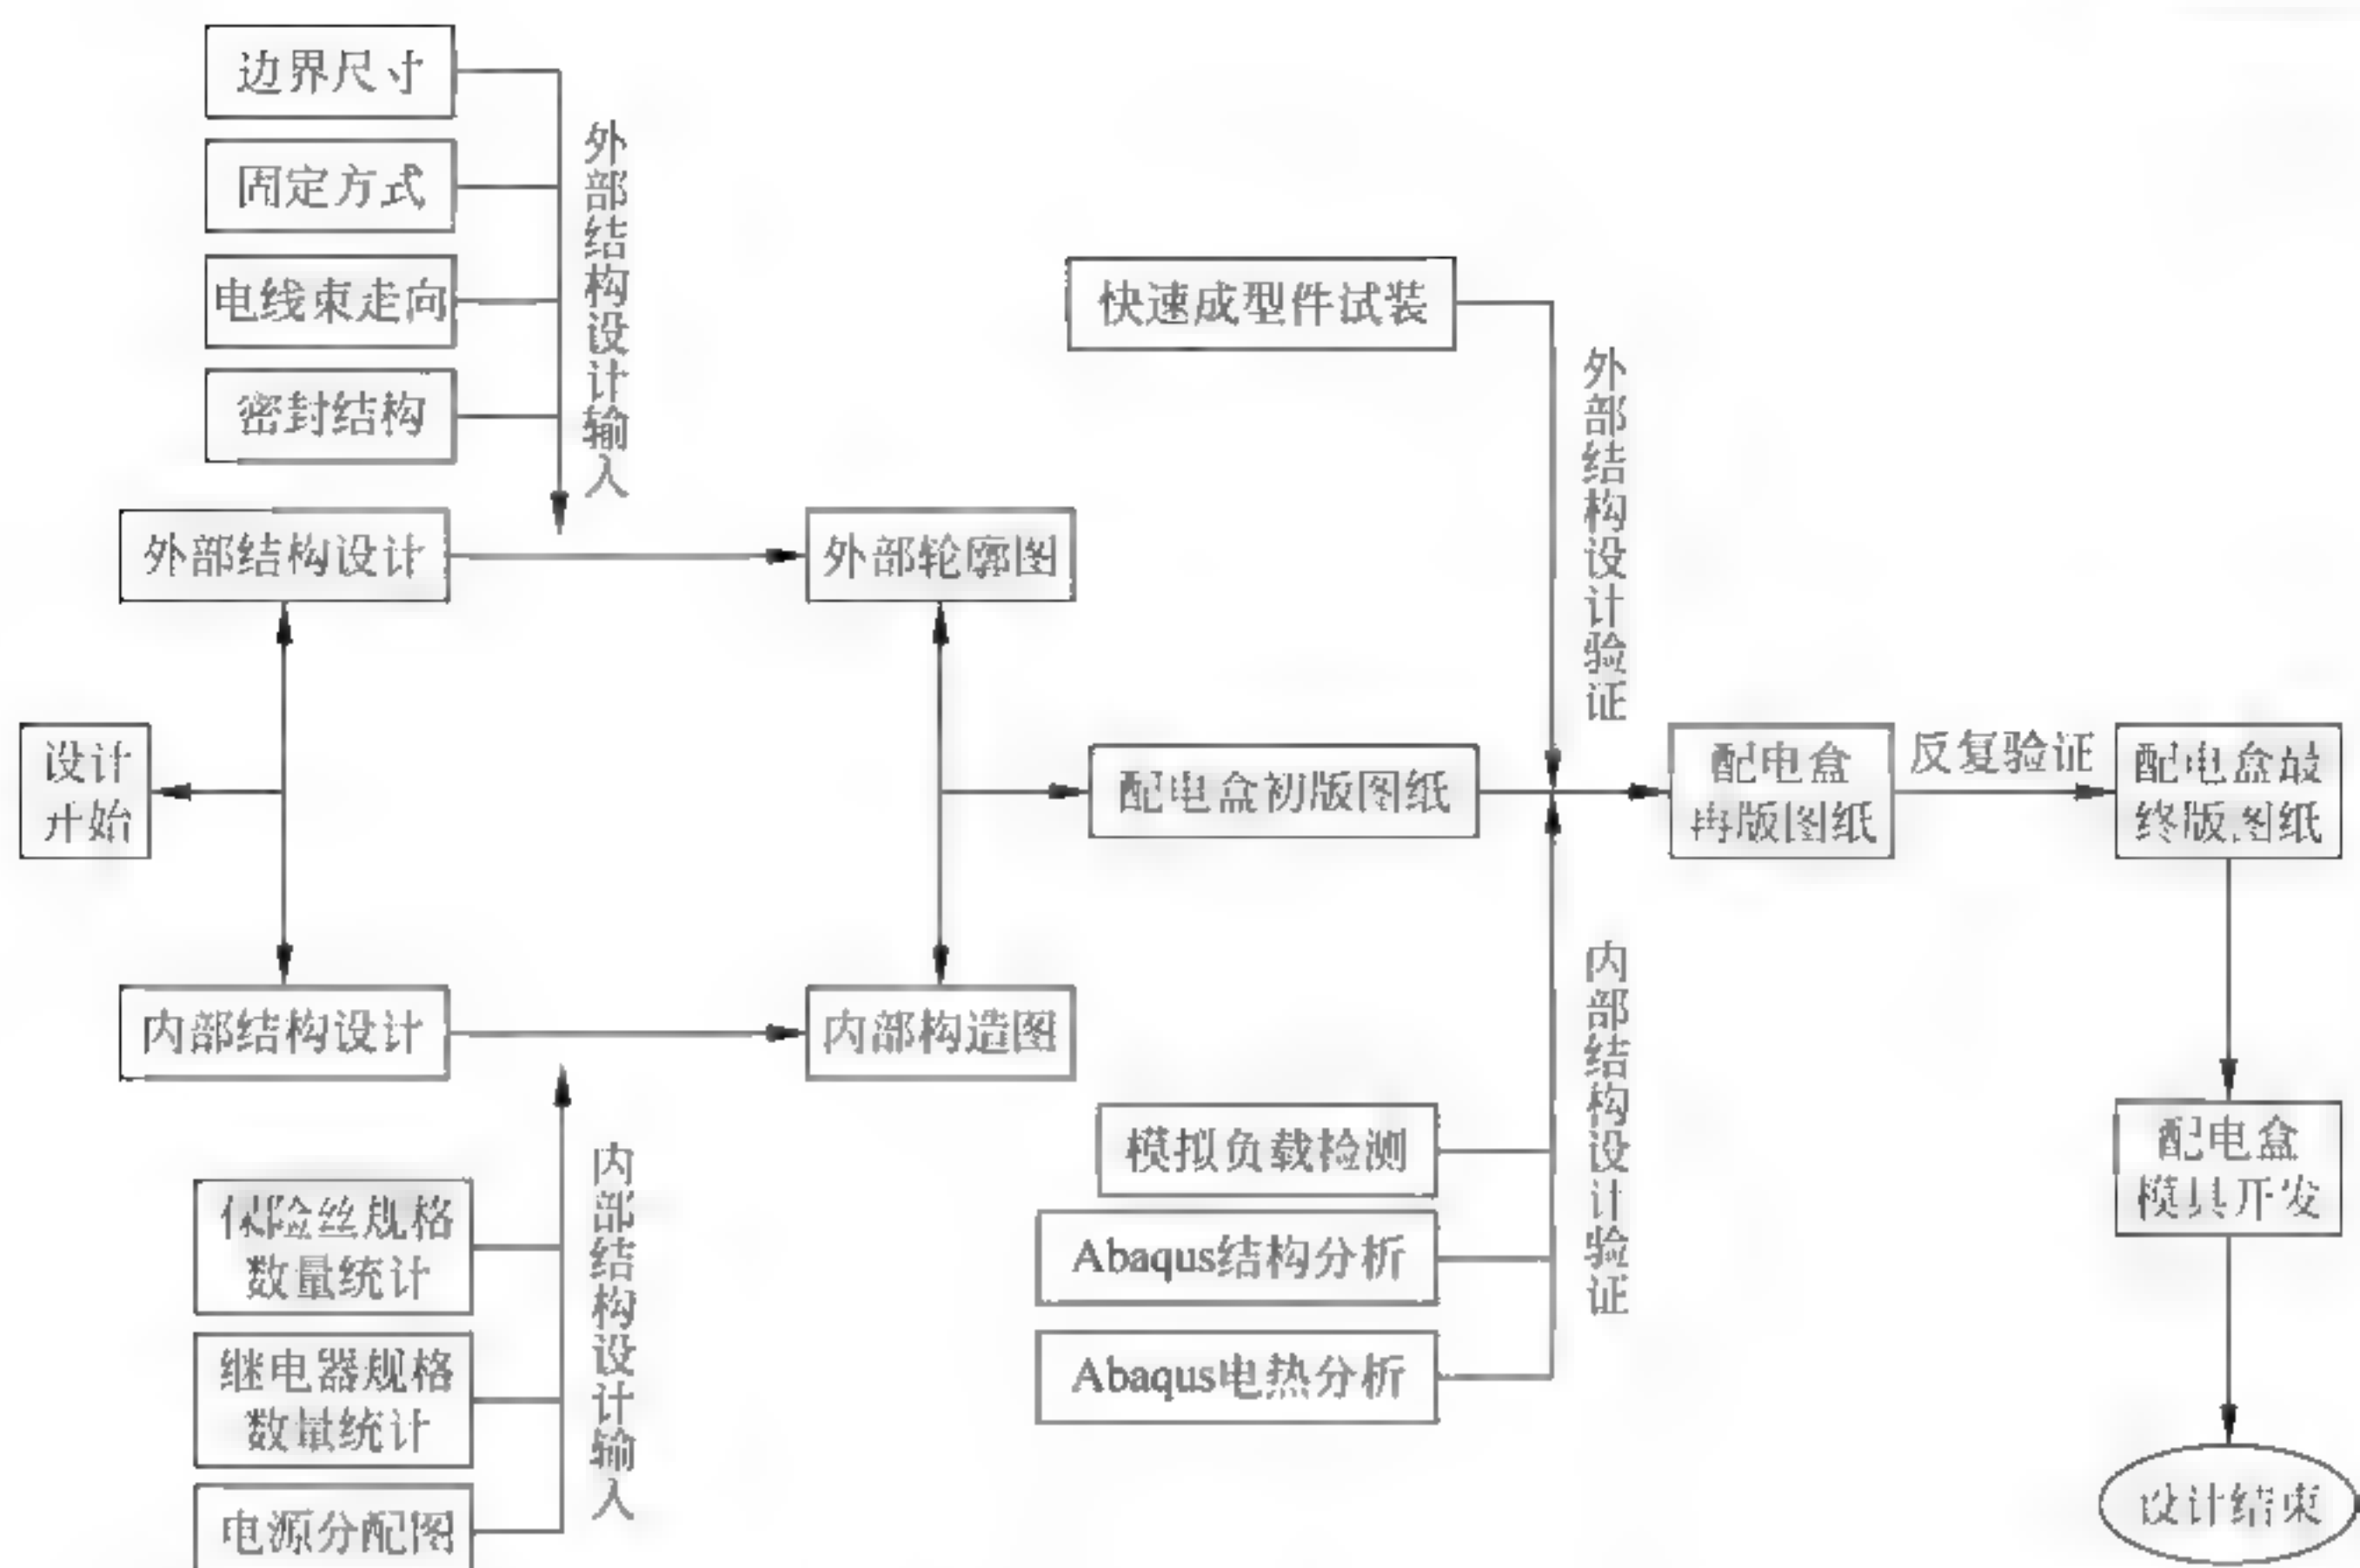 边界尺寸
固定方式
电线束走向
密封结构
外部结构设计输入
外部结构设计
外部轮廓图
设计
开始
内部结构设计
内部构造图
保险丝规格
数量统计
继电器规格
数量统计
电源分配图
内部结构设计输入
快速成型件试装
外部结构设计验证
配电盒初版图纸
模拟负载检测
Abaqus结构分析
Abaqus电热分析
内部结构设计验证
配电盒
再版图纸
反复验证
配电盒最
终版图纸
配电盒
模具开发
设计结束